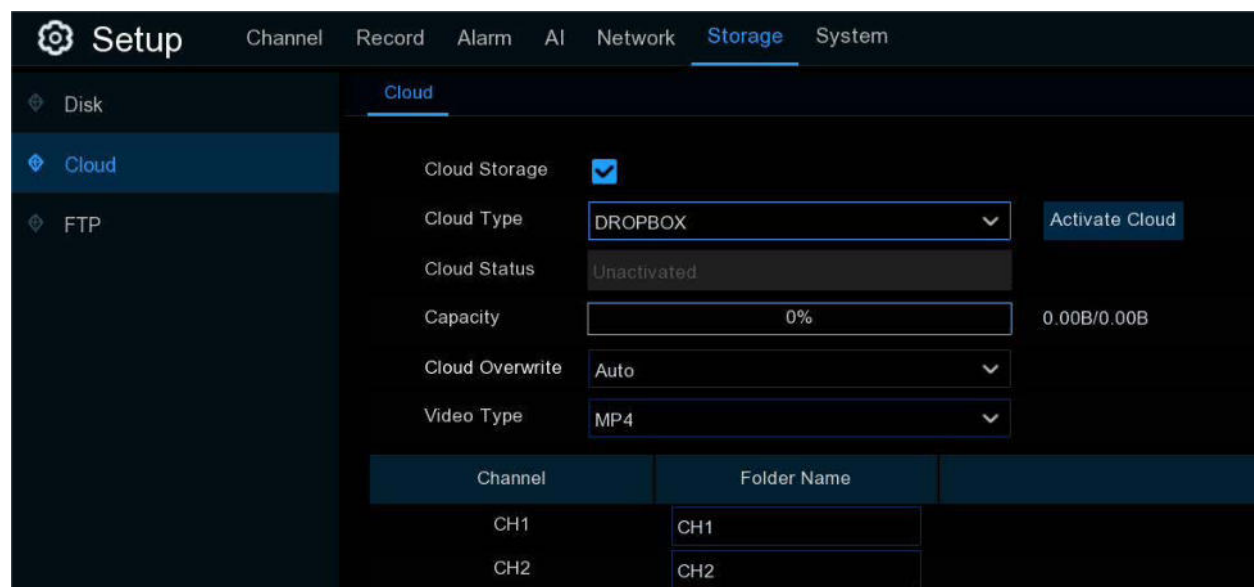 Setup Channel Record Alarm AI Network Storage System
Disk
Cloud
FTP
Cloud
Cloud Storage
Cloud Type DROPBOX Activate Cloud
Cloud Status Unactivated
Capacity 0% 0.00B/0.00B
Cloud Overwrite Auto
Video Type MP4
Channel Folder Name
CH1 CH1
CH2 CH2